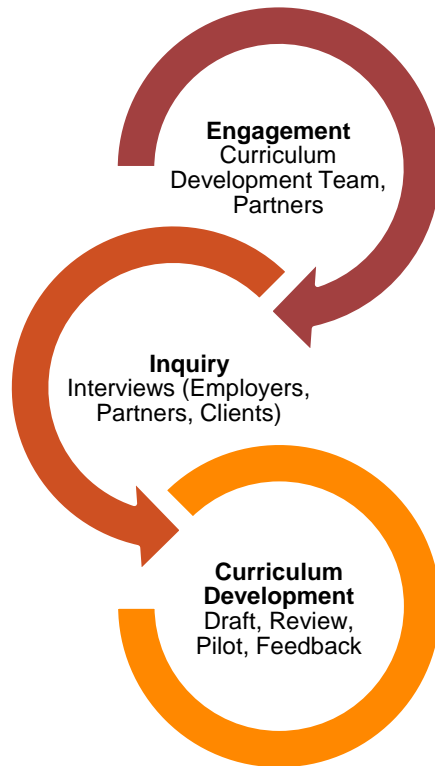 Engagement
Curriculum
Development Team,
Partners
Inquiry
Interviews (Employers,
Partners, Clients)
Curriculum
Development
Draft, Review,
Pilot, Feedback